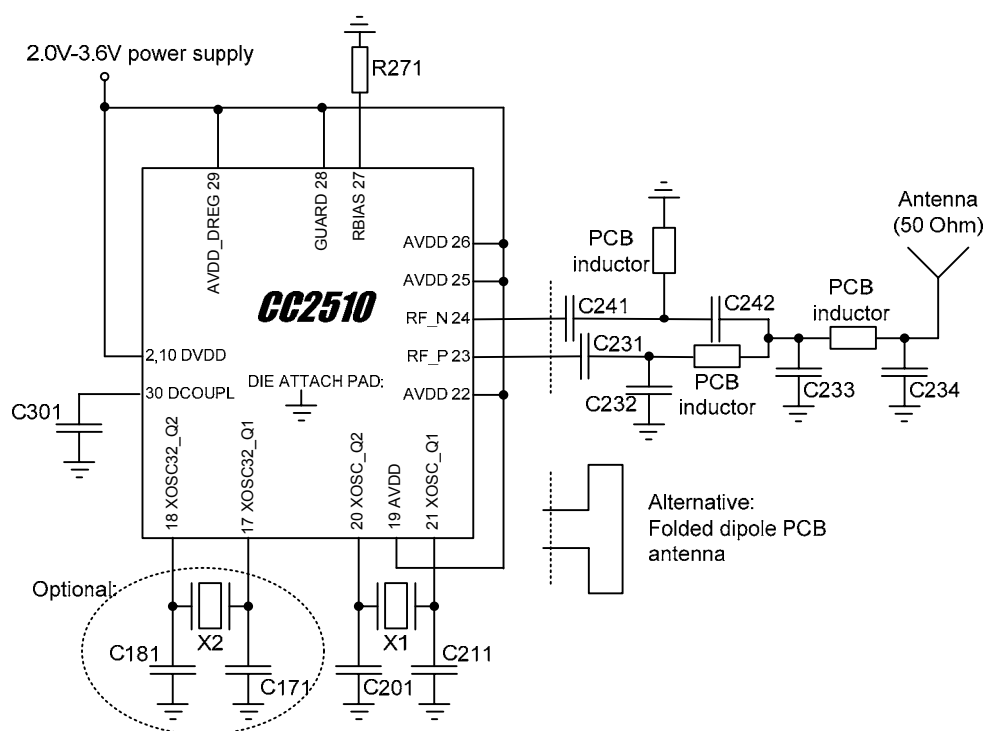 2.0V-3.6V power supply
R271
AVDD_DREG 29
GUARD 28
RBIAS 27
Antenna
(50 Ohm)
AVDD 26
PCB
inductor
AVDD 25
CC2510
C241
C242
PCB
inductor
RF_N 24
C231
2,10 DVDD
RF_P 23
DIE ATTACH PAD:
PCB
inductor
C233
C234
30 DCOUPL
AVDD 22
C232
C301
18 XOSC32_Q2
17 XOSC32_Q1
20 XOSC_Q2
19 AVDD
21 XOSC_Q1
Alternative:
Folded dipole PCB
antenna
Optional:
X2
X1
C181
C171
C201
C211